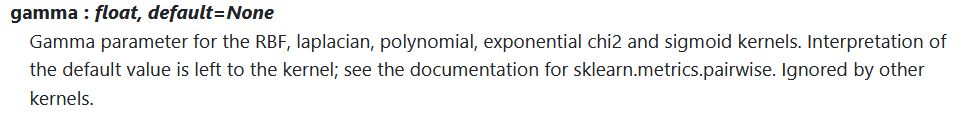 gamma : float, default=None
Gamma parameter for the RBF, laplacian, polynomial, exponential chi2 and sigmoid kernels. Interpretation of
the default value is left to the kernel; see the documentation for sklearn.metrics.pairwise. Ignored by other
kernels.